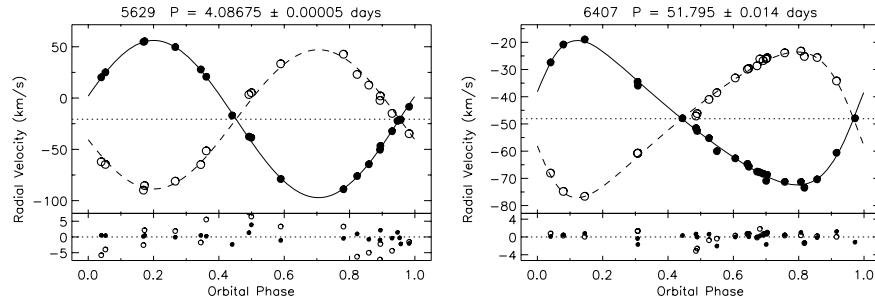 5629 P = 4.08675 ± 0.00005 days
Radial Velocity (km/s)
50
0
-50
-100
5
0
-5
0.0 0.2 0.4 0.6 0.8 1.0
Orbital Phase
6407 P = 51.795 ± 0.014 days
Radial Velocity (km/s)
-20
-30
-40
-50
-60
-70
-80
4
0
-4
0.0 0.2 0.4 0.6 0.8 1.0
Orbital Phase